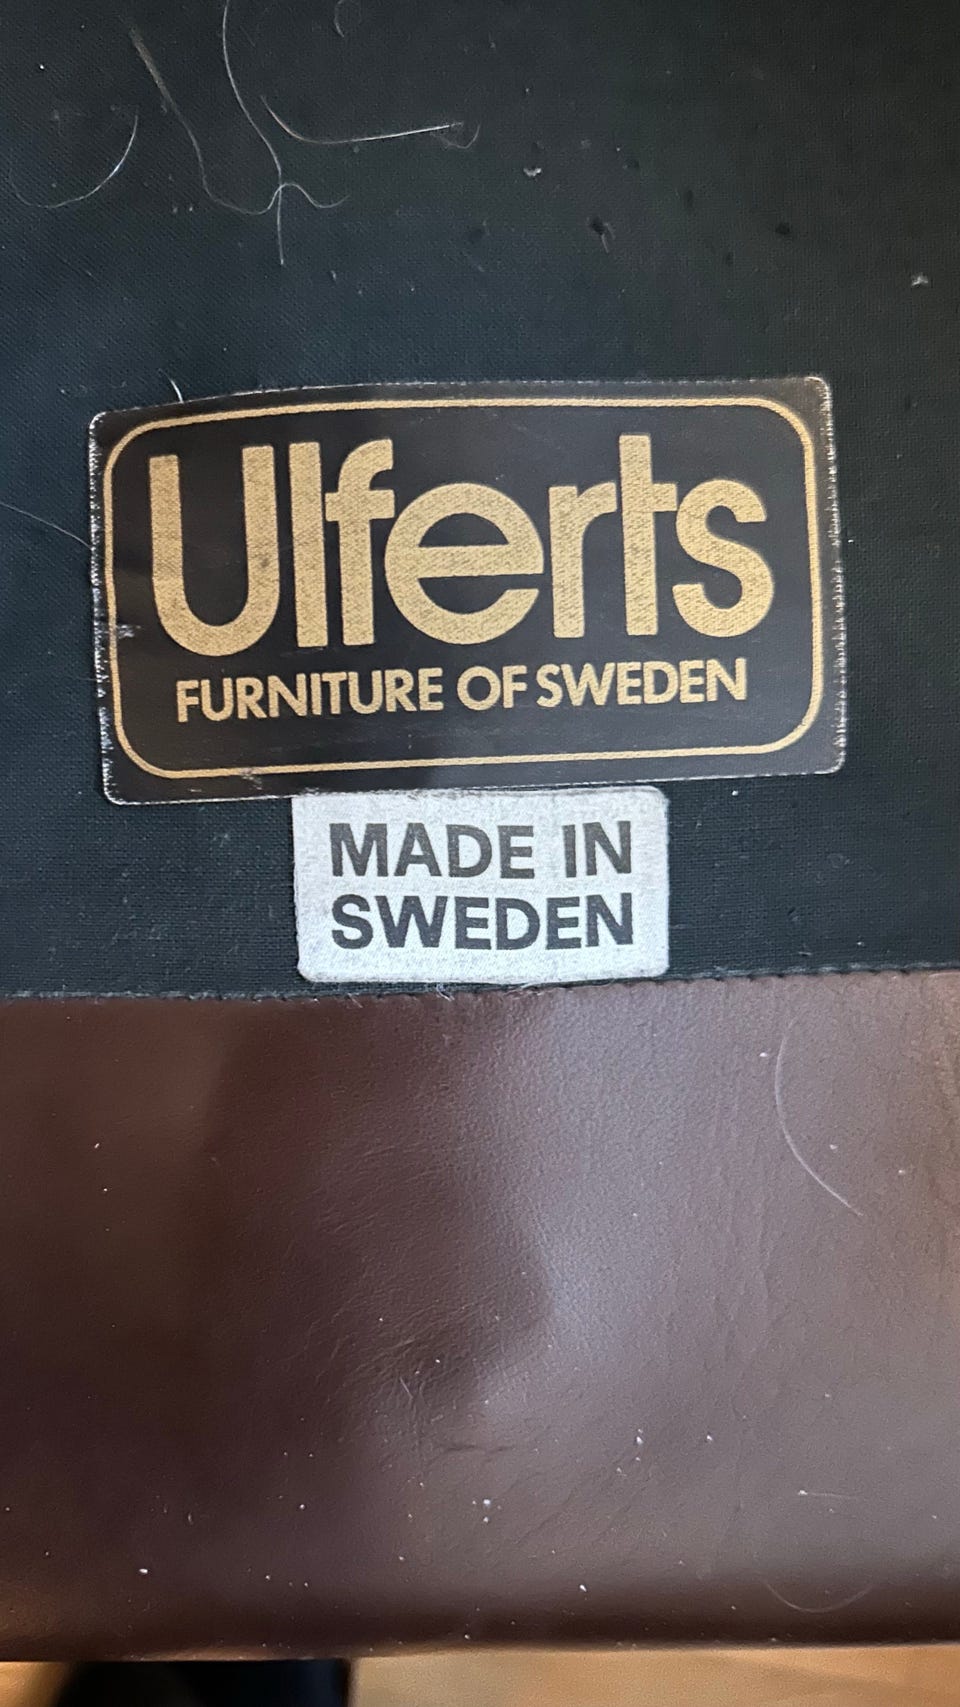 Ulferts
FURNITURE OF SWEDEN
MADE IN
SWEDEN